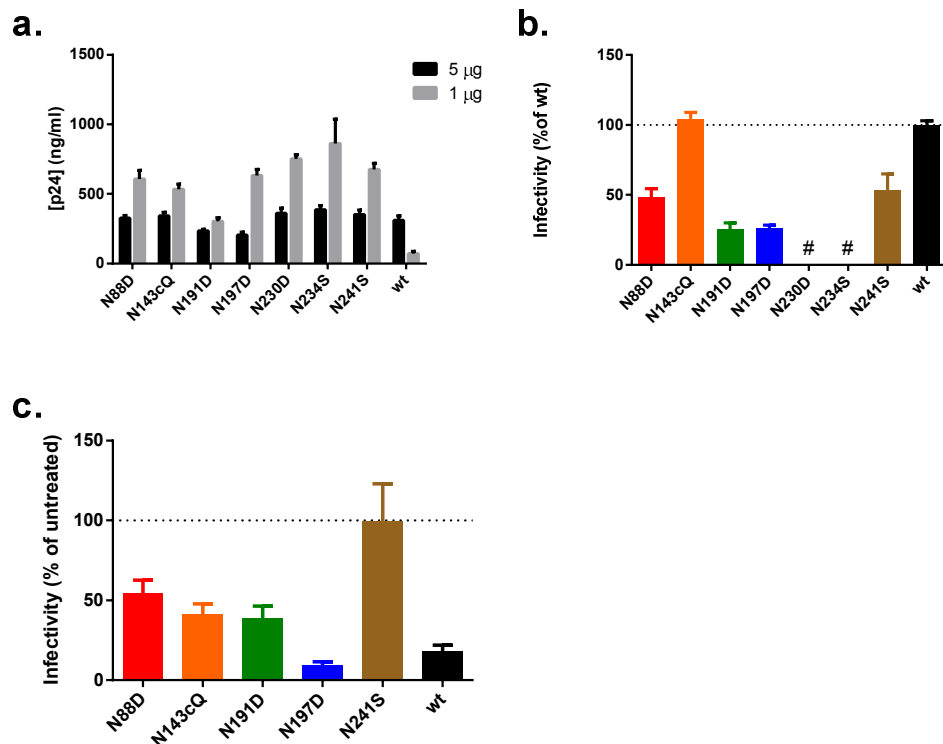 a.
[p24] (ng/ml)
1500
1000
500
0
5 μg
1 μg
N88D
N143cQ
N191D
N197D
N230D
N234S
N241S
wt
b.
Infectivity (%of wt)
150
100
50
0
#
#
N88D
N143cQ
N191D
N197D
N230D
N234S
N241S
wt
c.
Infectivity (% of untreated)
150
100
50
0
N88D
N143cQ
N191D
N197D
N241S
wt